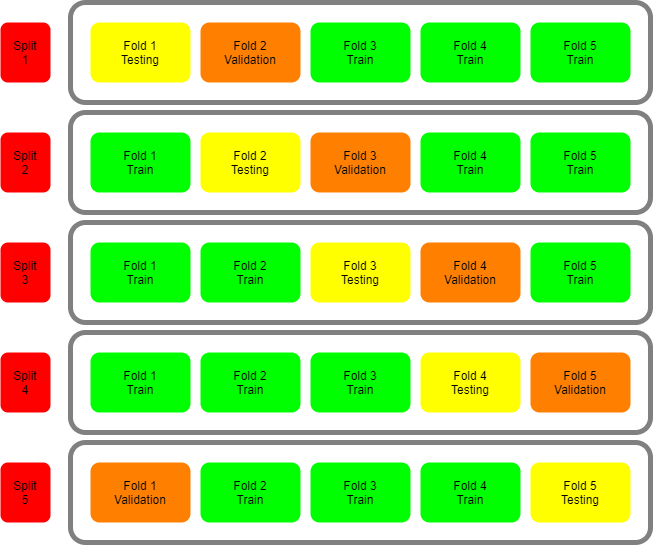 Split
1
Fold 1
Testing
Fold 2
Validation
Fold 3
Train
Fold 4
Train
Fold 5
Train
Split
2
Fold 1
Train
Fold 2
Testing
Fold 3
Validation
Fold 4
Train
Fold 5
Train
Split
3
Fold 1
Train
Fold 2
Train
Fold 3
Testing
Fold 4
Validation
Fold 5
Train
Split
4
Fold 1
Train
Fold 2
Train
Fold 3
Train
Fold 4
Testing
Fold 5
Validation
Split
5
Fold 1
Validation
Fold 2
Train
Fold 3
Train
Fold 4
Train
Fold 5
Testing